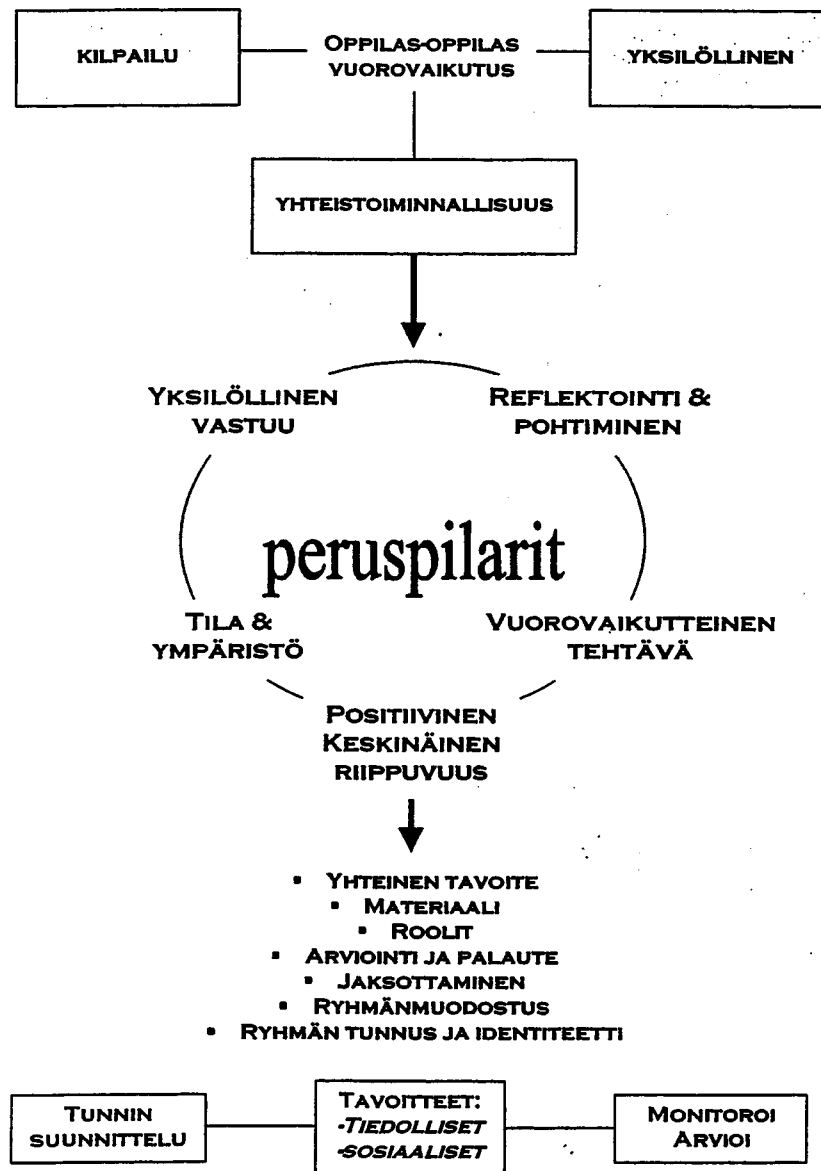 KILPAILU
OPPILAS-OPPILAS
VUOROVAIKUTUS
YKSILÖLLINEN
YHTEISTOIMINNALLISUUS
YKSILÖLLINEN
VASTUU
REFLEKTOINTI &
POHTIMINEN
peruspilarit
TILA &
YMPÄRISTÖ
VUOROVAIKUTTEINEN
TEHTÄVÄ
POSITIIVINEN
KESKINÄINEN
RIIPPUVUUS
▪ YHTEINEN TAVOITE
▪ MATERIAALI
▪ ROOLIT
▪ ARVIOINTI JA PALAUTE
▪ JAKSOTTAMINEN
▪ RYHMÄNMUODOSTUS
▪ RYHMÄN TUNNUS JA IDENTITEETTI
TUNNIN
SUUNNITTELU
TAVOITTEET:
-TIEDOLLISET
-SOSIAALISET
MONITOROI
ARVIOI